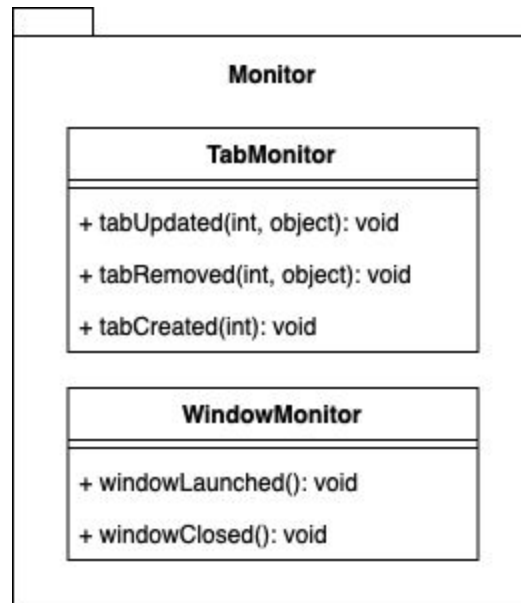 Monitor
TabMonitor
+ tabUpdated(int, object): void
+ tabRemoved(int, object): void
+ tabCreated(int): void
WindowMonitor
+ windowLaunched(): void
+ windowClosed(): void